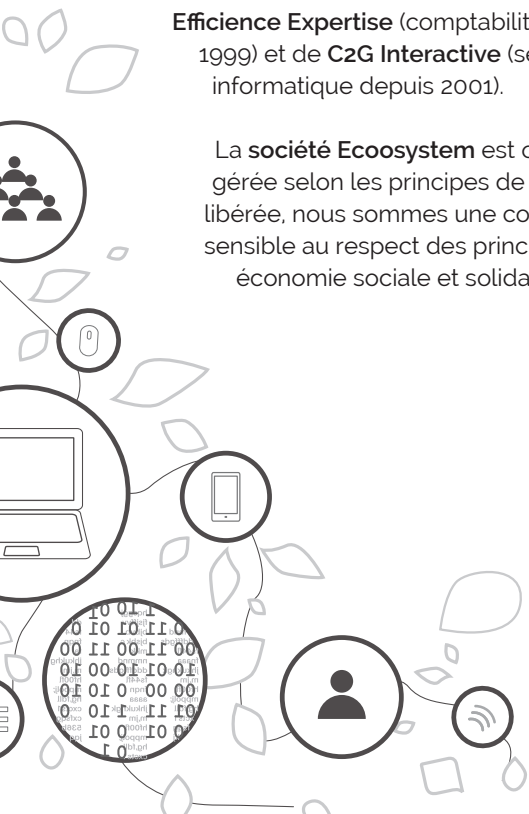 Efficience Expertise (comptabilit
1999) et de C2G Interactive (se
informatique depuis 2001).
La société Ecoosystem est
gérée selon les principes de
libérée, nous sommes une co
sensible au respect des princ
économie sociale et solida